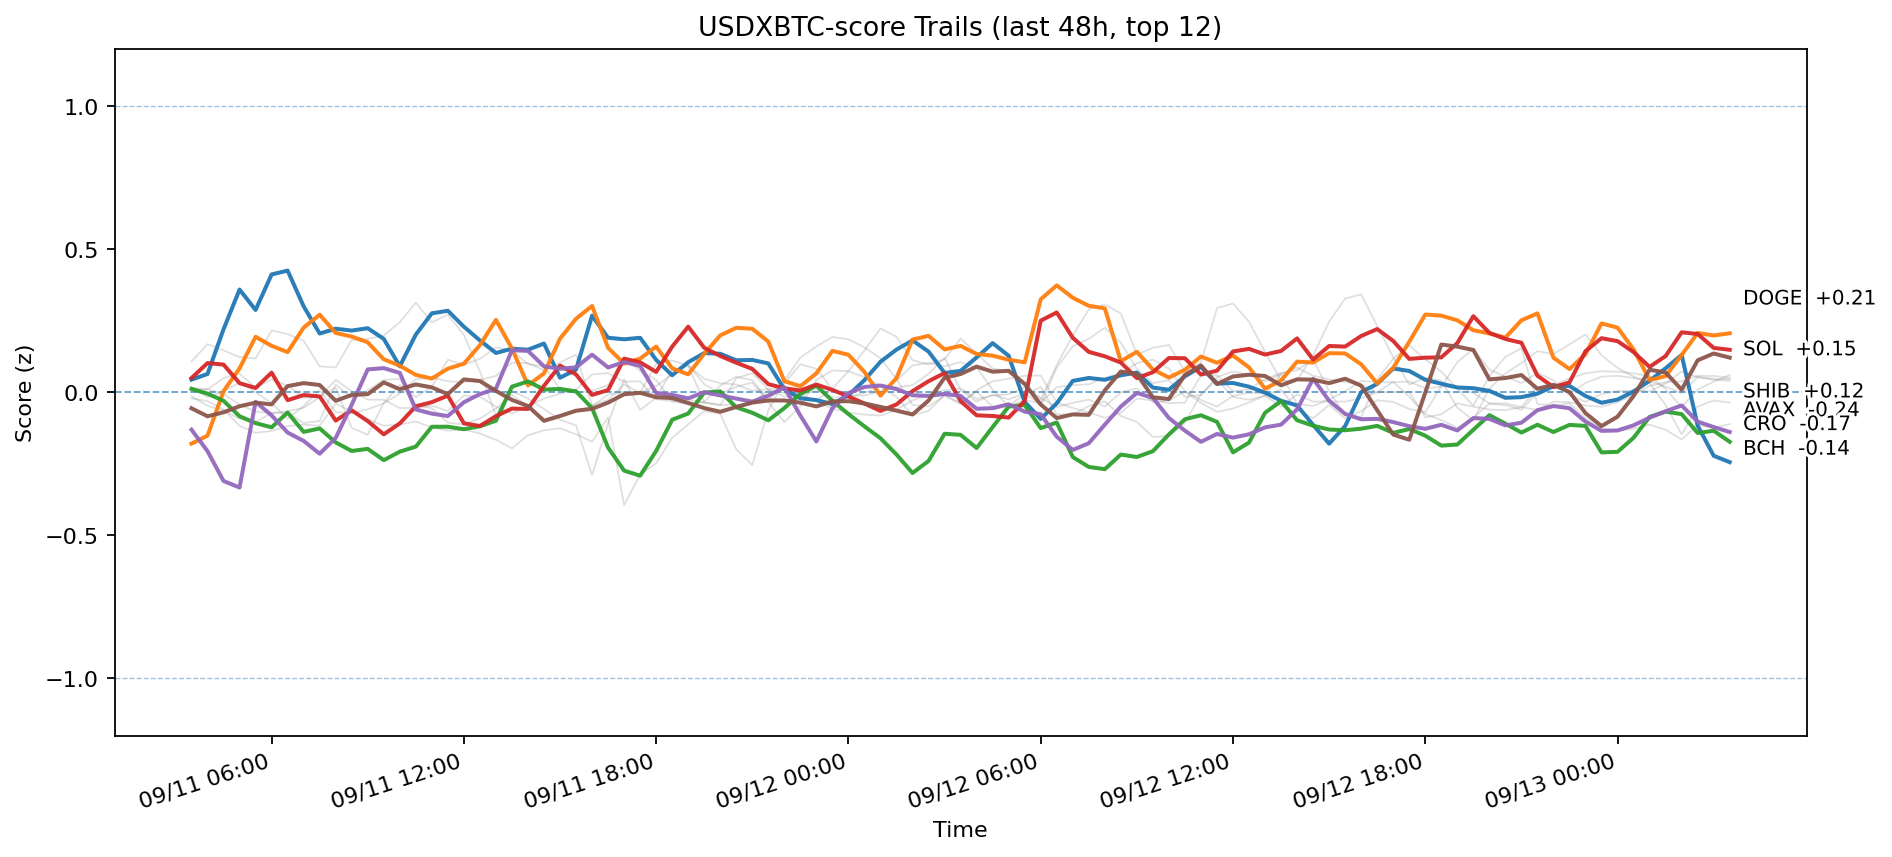 USDXBTC-score Trails (last 48h, top 12)
Score (z)
1.0
0.5
0.0
−0.5
−1.0
DOGE +0.21
SOL +0.15
SHIB +0.12
AVAX -0.24
CRO -0.17
BCH -0.14
09/11 06:00
09/11 12:00
09/11 18:00
09/12 00:00
09/12 06:00
09/12 12:00
09/12 18:00
09/13 00:00
Time